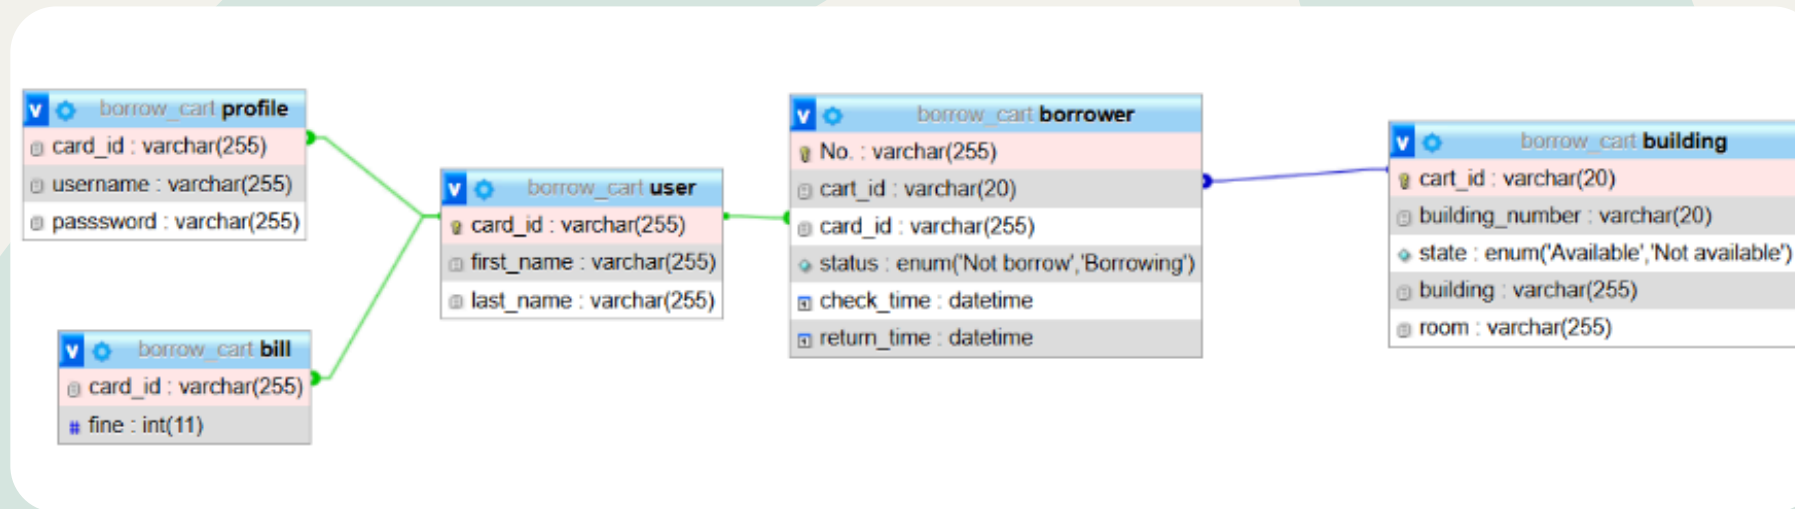 borrow_cart profile
card_id : varchar(255)
username : varchar(255)
passsword : varchar(255)
borrow_cart bill
card_id : varchar(255)
# fine : int(11)
borrow_cart user
card_id : varchar(255)
first_name : varchar(255)
last_name : varchar(255)
borrow_cart borrower
No. : varchar(255)
cart_id : varchar(20)
card_id : varchar(255)
status : enum('Not borrow','Borrowing')
check_time : datetime
return_time : datetime
borrow_cart building
cart_id : varchar(20)
building_number : varchar(20)
state : enum('Available','Not available')
building : varchar(255)
room : varchar(255)